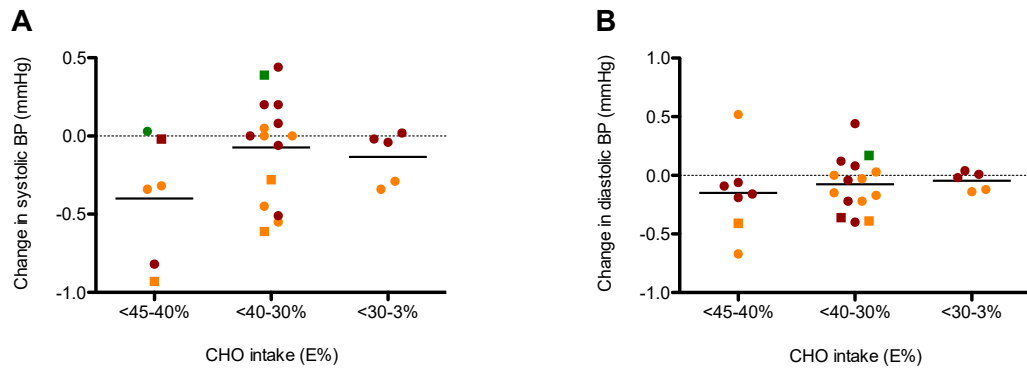 A
Change in systolic BP (mmHg)
0.5
0.0
-0.5
-1.0
<45-40%
<40-30%
<30-3%
CHO intake (E%)
B
Change in diastolic BP (mmHg)
1.0
0.5
0.0
-0.5
-1.0
<45-40%
<40-30%
<30-3%
CHO intake (E%)